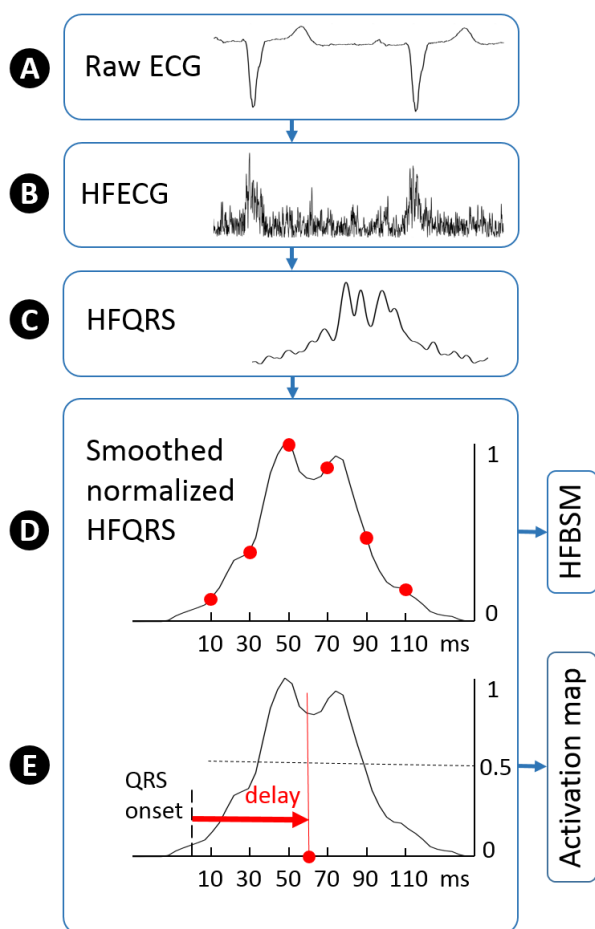 A
Raw ECG
B
HFECG
C
HFQRS
D
Smoothed
normalized
HFQRS
1
0
10 30 50 70 90 110 ms
HFBSM
E
QRS
onset
delay
1
0.5
0
10 30 50 70 90 110 ms
Activation map